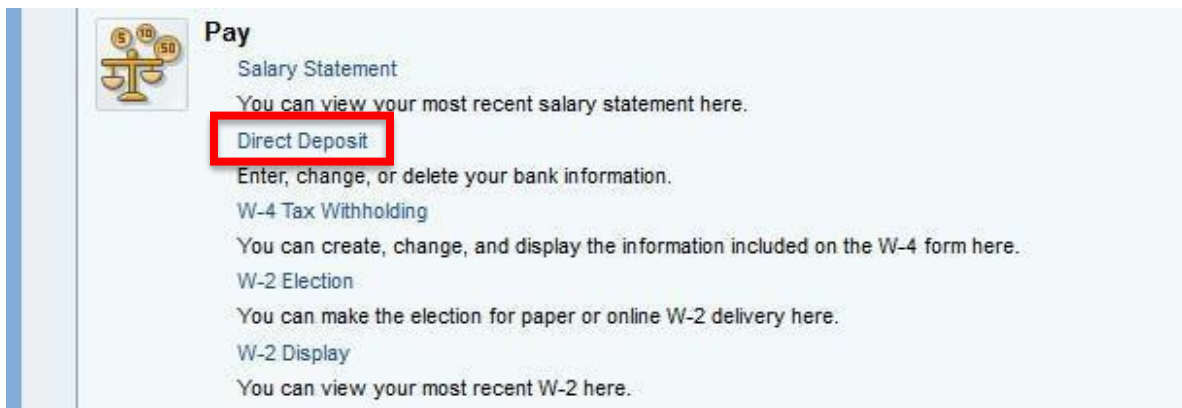 5 10 50
Pay
Salary Statement
You can view your most recent salary statement here.
Direct Deposit
Enter, change, or delete your bank information.
W-4 Tax Withholding
You can create, change, and display the information included on the W-4 form here.
W-2 Election
You can make the election for paper or online W-2 delivery here.
W-2 Display
You can view your most recent W-2 here.